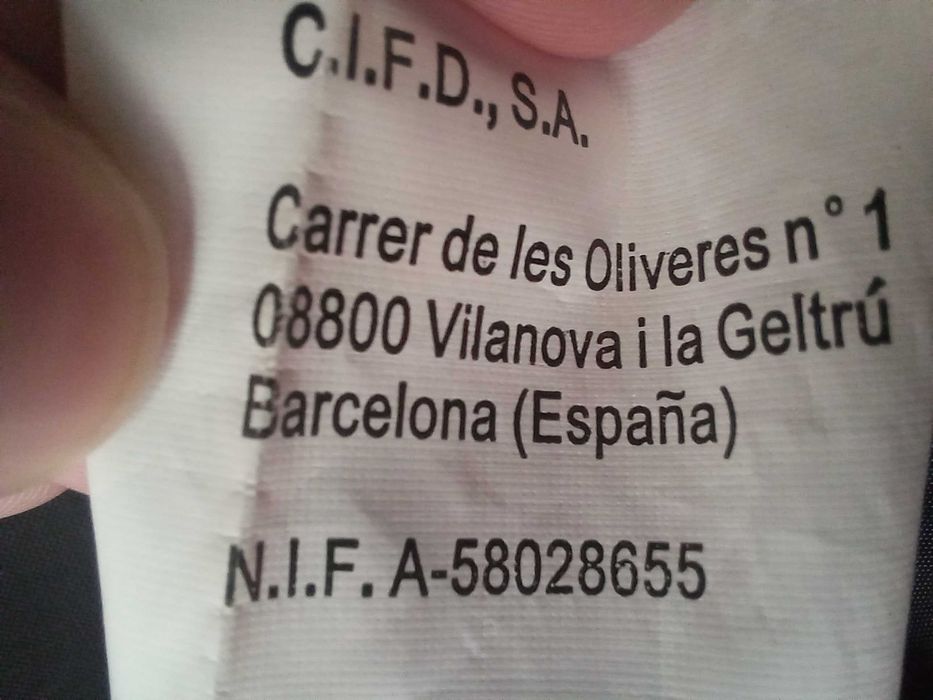 C.I.F.D., S.A.
Carrer de les Oliveres n° 1
08800 Vilanova i la Geltrú
Barcelona (España)
N.I.F. A-58028655